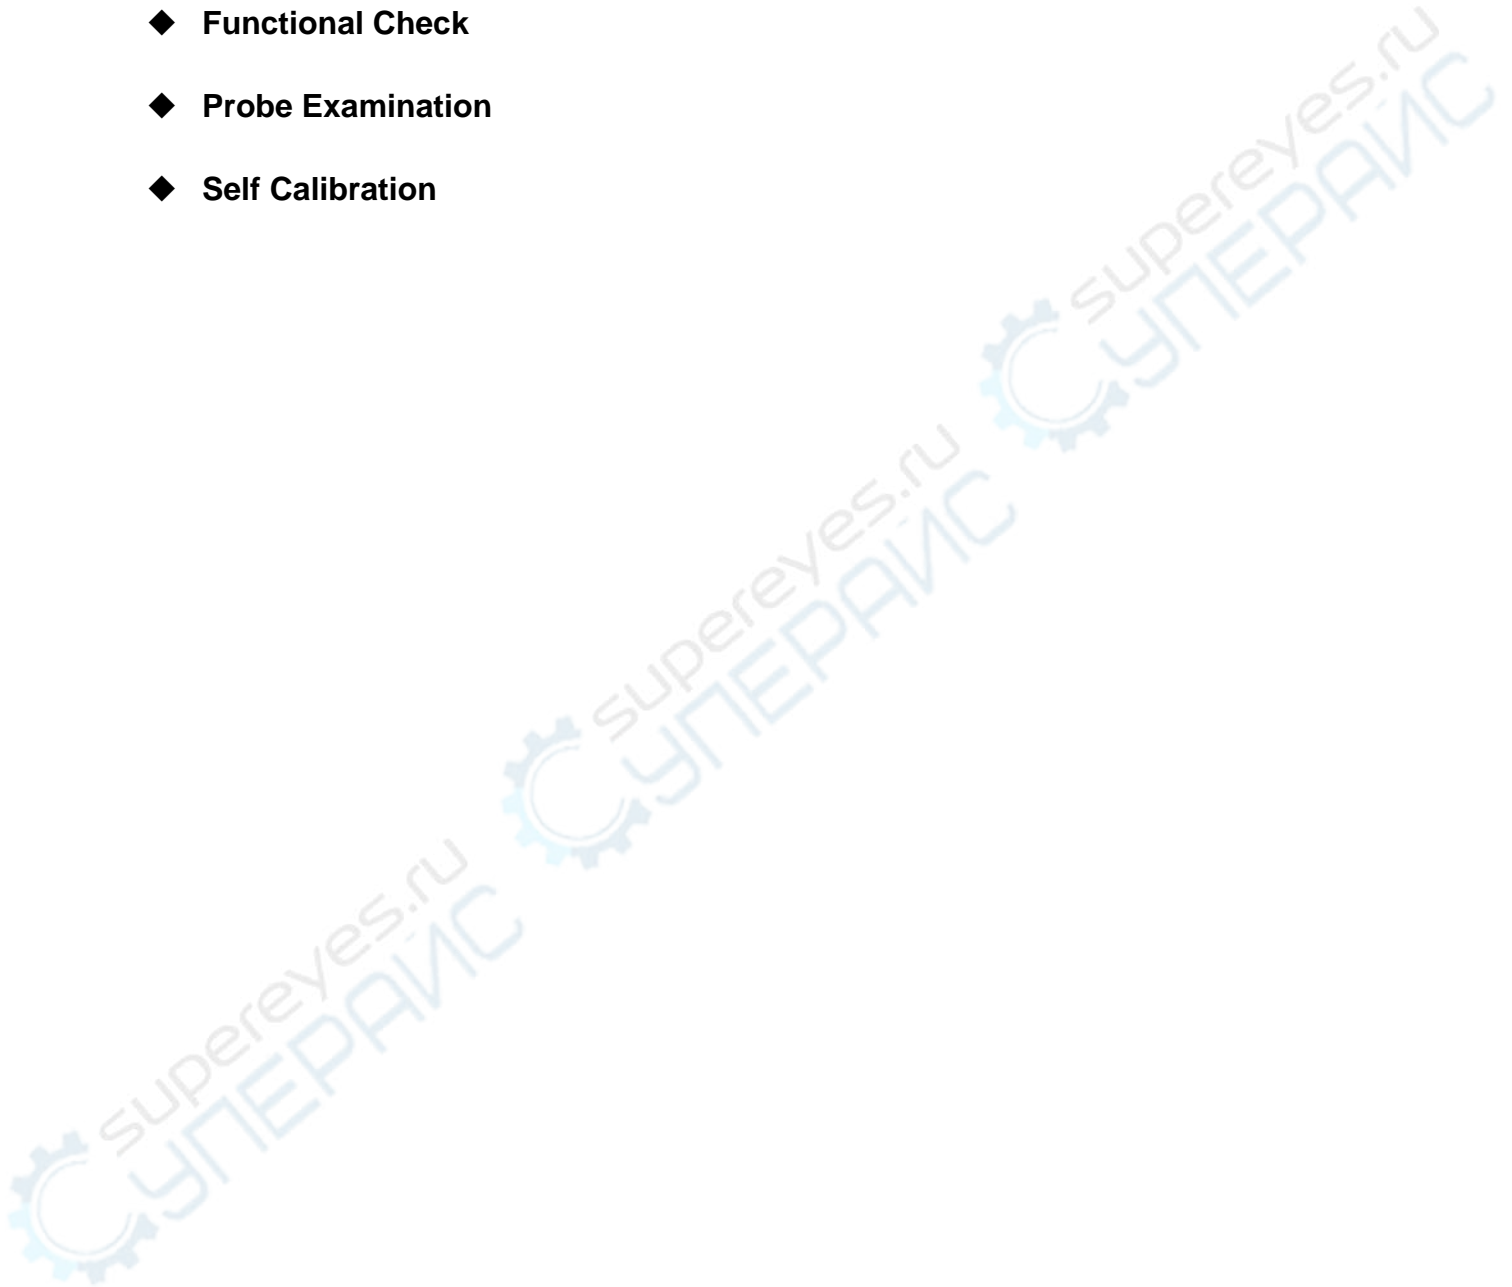 ◆ Functional Check
◆ Probe Examination
◆ Self Calibration
supereyes.ru
СУПЕРАЙС
supereyes.ru
СУПЕРАЙС
supereyes.ru
СУПЕРАЙС